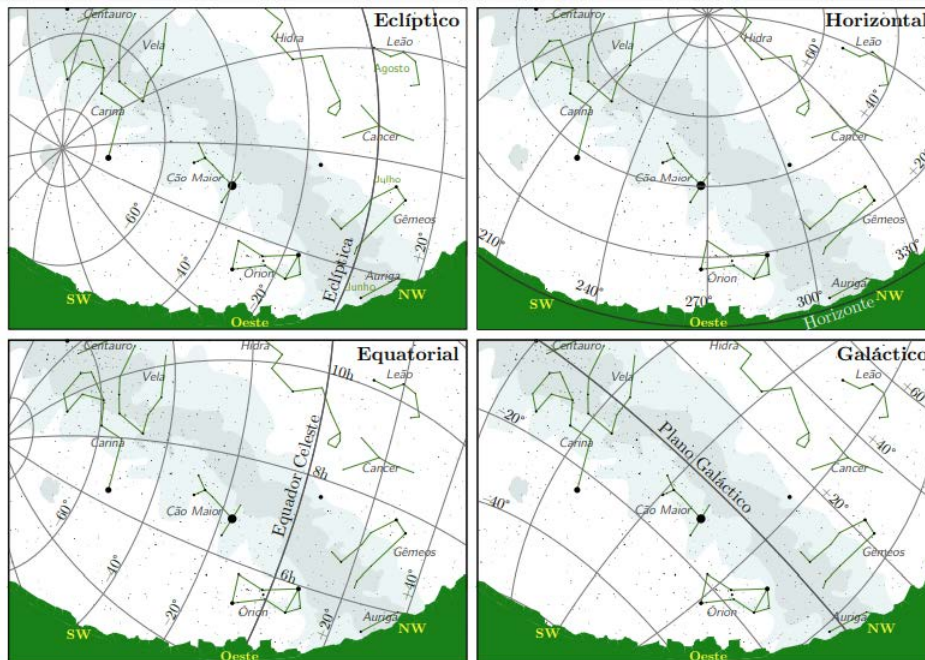 Eclíptico
Centauro
Vela
Hidra
Leão
Agosto
Carina
Cancer
Cão Maior
Julho
Gêmeos
-60°
-40°
-20°
+20°
Eclíptica
Órion
Auriga
Junho
SW
Oeste
NW
Horizontal
Centauro
Vela
Hidra
Leão
+60°
+40°
+20°
Carina
Cancer
Cão Maior
Gêmeos
210°
240°
270°
300°
330°
Órion
Auriga
Horizonte
SW
Oeste
NW
Equatorial
Centauro
Vela
Hidra
10h
Leão
Carina
Equador Celeste
8h
Cancer
Cão Maior
Gêmeos
-60°
-40°
-20°
6h
+20°
+40°
Órion
Auriga
SW
Oeste
NW
Galáctico
Centauro
Vela
Hidra
Leão
+60°
-20°
Carina
Plano Galáctico
+40°
Cancer
-40°
Cão Maior
+20°
Gêmeos
Órion
Auriga
SW
Oeste
NW